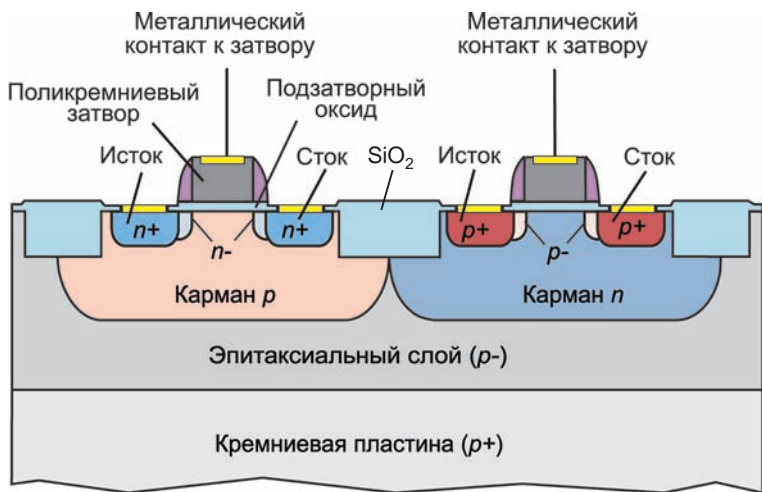 Металлический
контакт к затвору
Металлический
контакт к затвору
Поликремниевый
затвор
Подзатворный
оксид
Исток
Сток
SiO₂
Исток
Сток
n+
n-
n+
p+
p-
p+
Карман p
Карман n
Эпитаксиальный слой (p-)
Кремниевая пластина (p+)